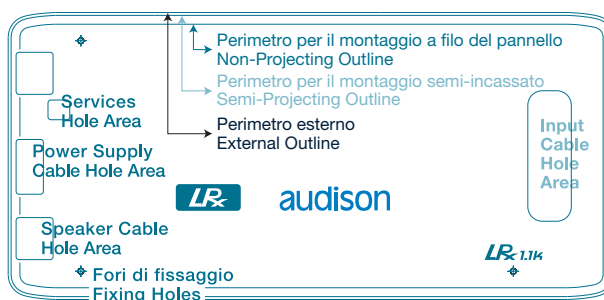 Perimetro per il montaggio a filo del pannello
Non-Projecting Outline
Perimetro per il montaggio semi-incassato
Semi-Projecting Outline
Perimetro esterno
External Outline
Services
Hole Area
Power Supply
Cable Hole Area
Speaker Cable
Hole Area
Fori di fissaggio
Fixing Holes
Input
Cable
Hole
Area
LRx
audison
LRx 1.1K